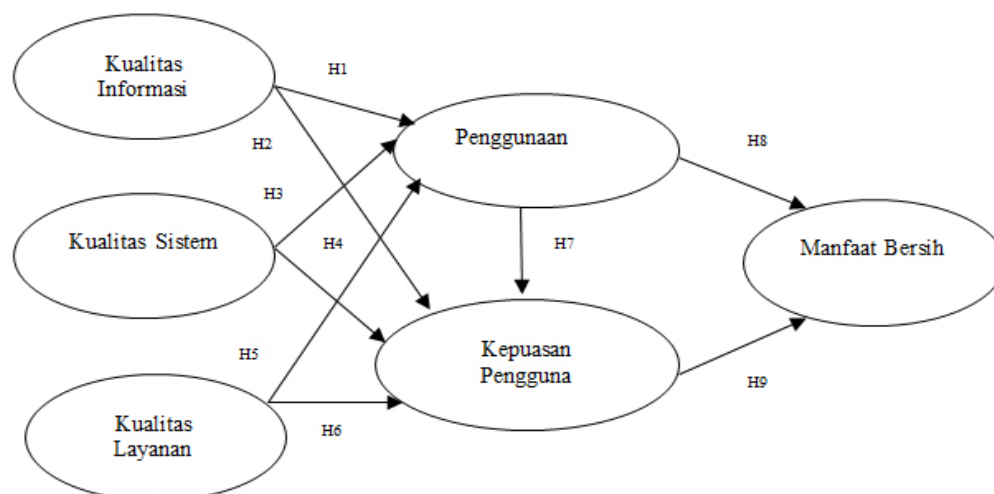 Kualitas
Informasi
H1
Penggunaan
H8
H2
H3
Kualitas Sistem
H4
H7
Manfaat Bersih
H5
Kepuasan
Pengguna
H9
Kualitas
Layanan
H6